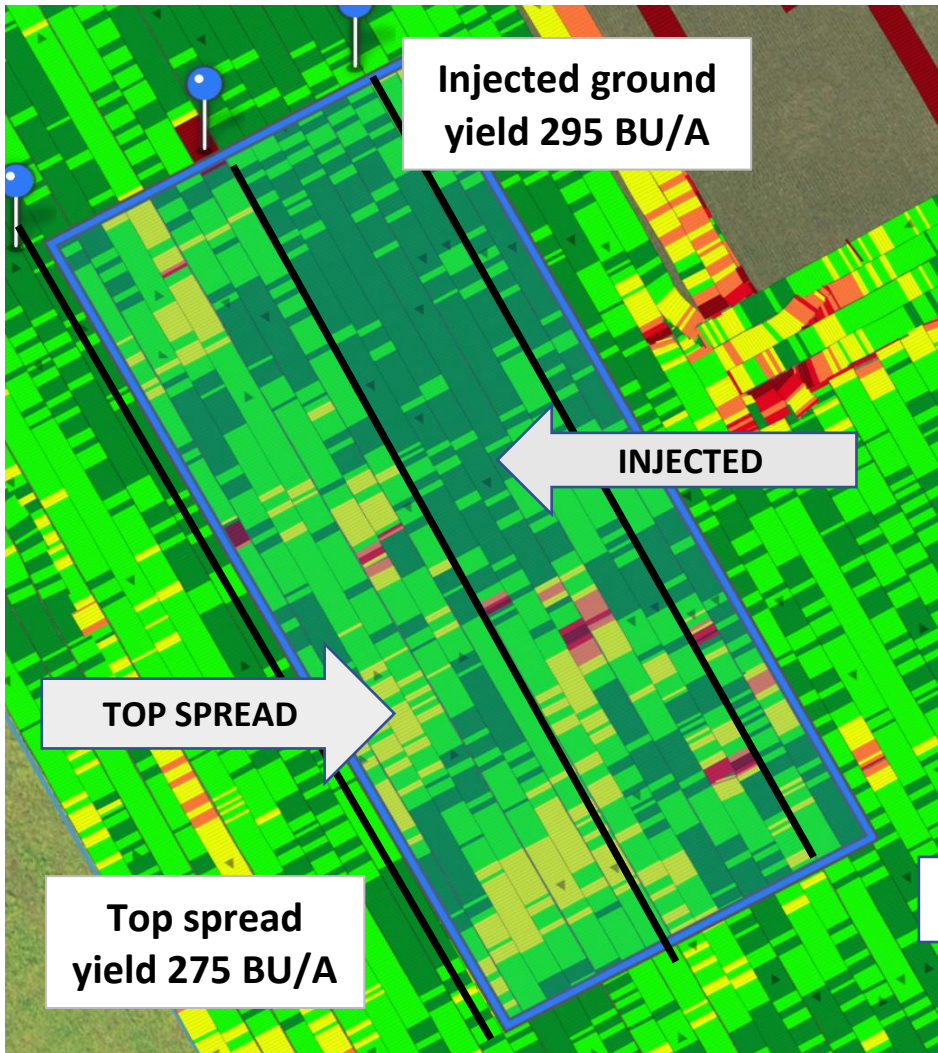 Injected ground
yield 295 BU/A
INJECTED
TOP SPREAD
Top spread
yield 275 BU/A